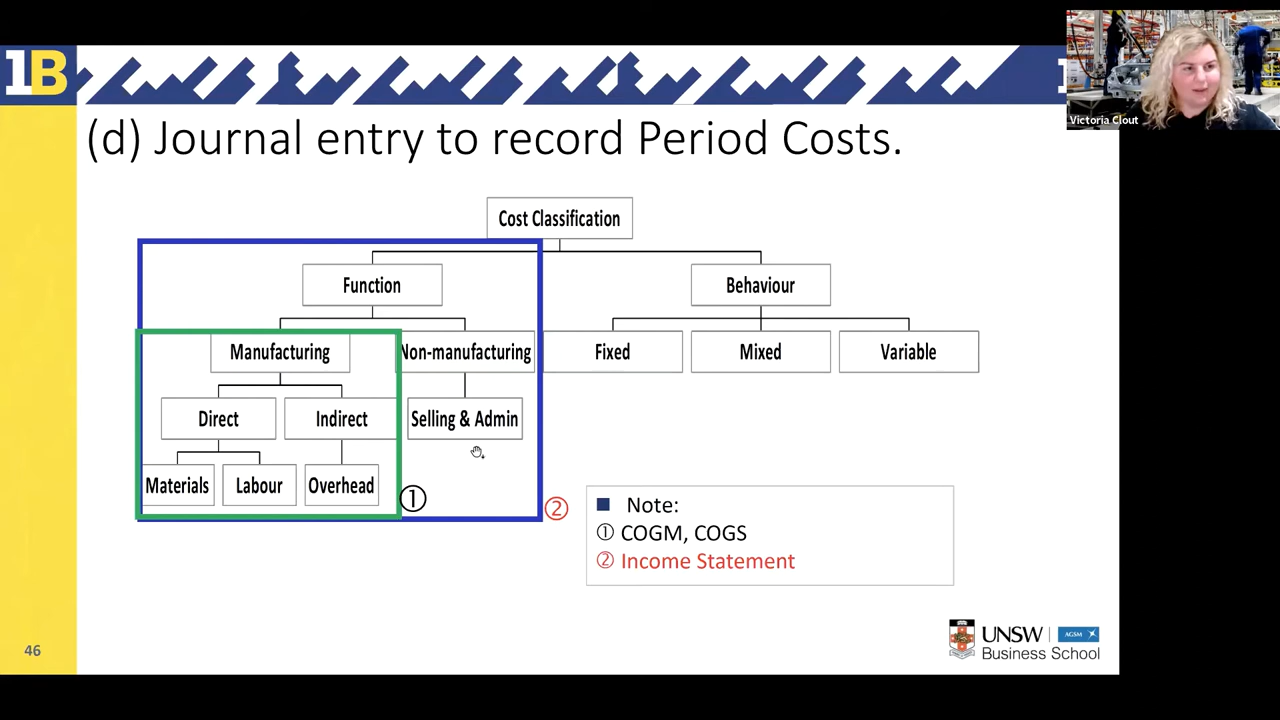 1B
Victoria Clout
(d) Journal entry to record Period Costs.
Cost Classification
Function
Behaviour
Manufacturing
Non-manufacturing
Fixed
Mixed
Variable
Direct
Indirect
Selling & Admin
Materials
Labour
Overhead
①
②
Note:
① COGM, COGS
② Income Statement
46
UNSW
AGSM
Business School